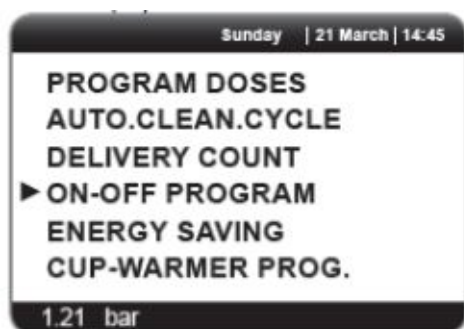 Sunday | 21 March | 14:45
PROGRAM DOSES
AUTO.CLEAN.CYCLE
DELIVERY COUNT
▶ ON-OFF PROGRAM
ENERGY SAVING
CUP-WARMER PROG.
1.21 bar